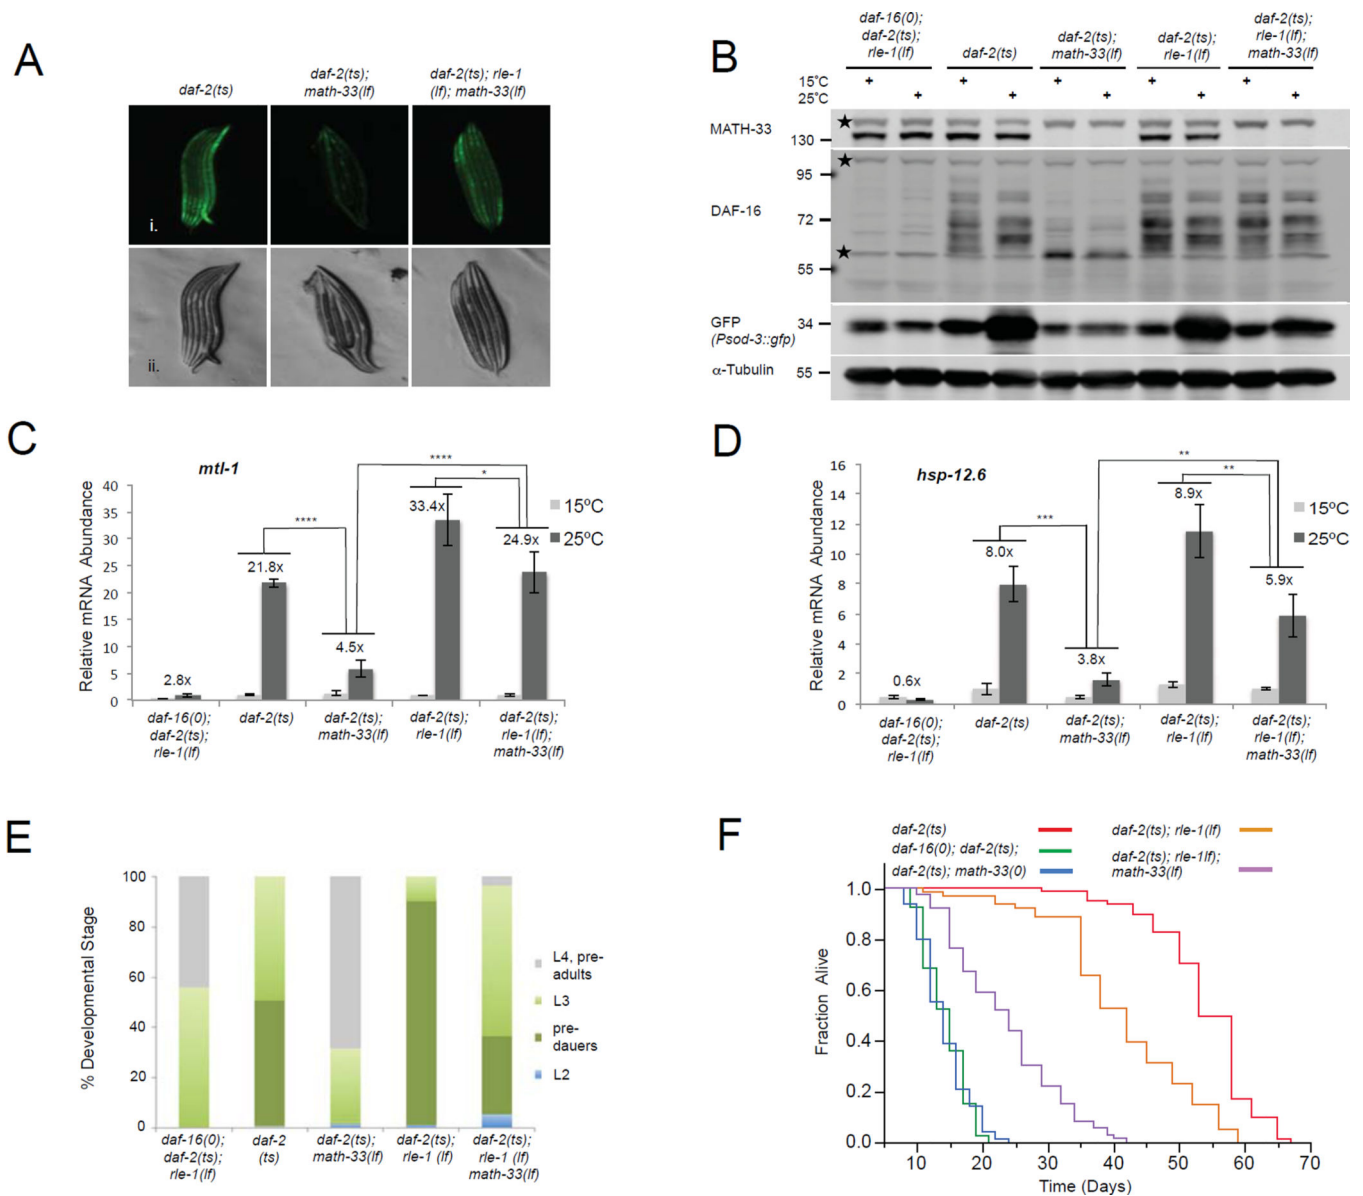 A
daf-2(ts)
daf-2(ts);
math-33(lf)
daf-2(ts); rle-1
(lf); math-33(lf)
i.
ii.
B
daf-16(0);
daf-2(ts);
rle-1(lf)
daf-2(ts)
daf-2(ts);
math-33(lf)
daf-2(ts);
rle-1(lf)
daf-2(ts);
rle-1(lf);
math-33(lf)
15°C + + + + +
25°C + + + + +
MATH-33
130
95
DAF-16
72
55
GFP
(Psod-3::gfp)
34
α-Tubulin
55
C
mtl-1
Relative mRNA Abundance
40
35
30
25
20
15
10
5
0
2.8x
21.8x
4.5x
33.4x
24.9x
****
****
*
15ºC
25ºC
daf-16(0);
daf-2(ts);
rle-1(lf)
daf-2(ts)
daf-2(ts);
math-33(lf)
daf-2(ts);
rle-1(lf)
daf-2(ts);
rle-1(lf);
math-33(lf)
D
hsp-12.6
Relative mRNA Abundance
16
14
12
10
8
6
4
2
0
0.6x
8.0x
3.8x
8.9x
5.9x
***
**
**
15ºC
25ºC
daf-16(0);
daf-2(ts);
rle-1(lf)
daf-2(ts)
daf-2(ts);
math-33(lf)
daf-2(ts);
rle-1(lf)
daf-2(ts);
rle-1(lf);
math-33(lf)
E
% Developmental Stage
100
80
60
40
20
0
L4, pre-
adults
L3
pre-
dauers
L2
daf-16(0);
daf-2(ts);
rle-1(lf)
daf-2
(ts)
daf-2(ts);
math-33(lf)
daf-2(ts);
rle-1 (lf)
daf-2(ts);
rle-1 (lf)
math-33(lf)
F
daf-2(ts)
daf-16(0); daf-2(ts);
daf-2(ts); math-33(0)
daf-2(ts); rle-1(lf)
daf-2(ts); rle-1lf);
math-33(lf)
Fraction Alive
1.0
0.8
0.6
0.4
0.2
0.0
10 20 30 40 50 60 70
Time (Days)